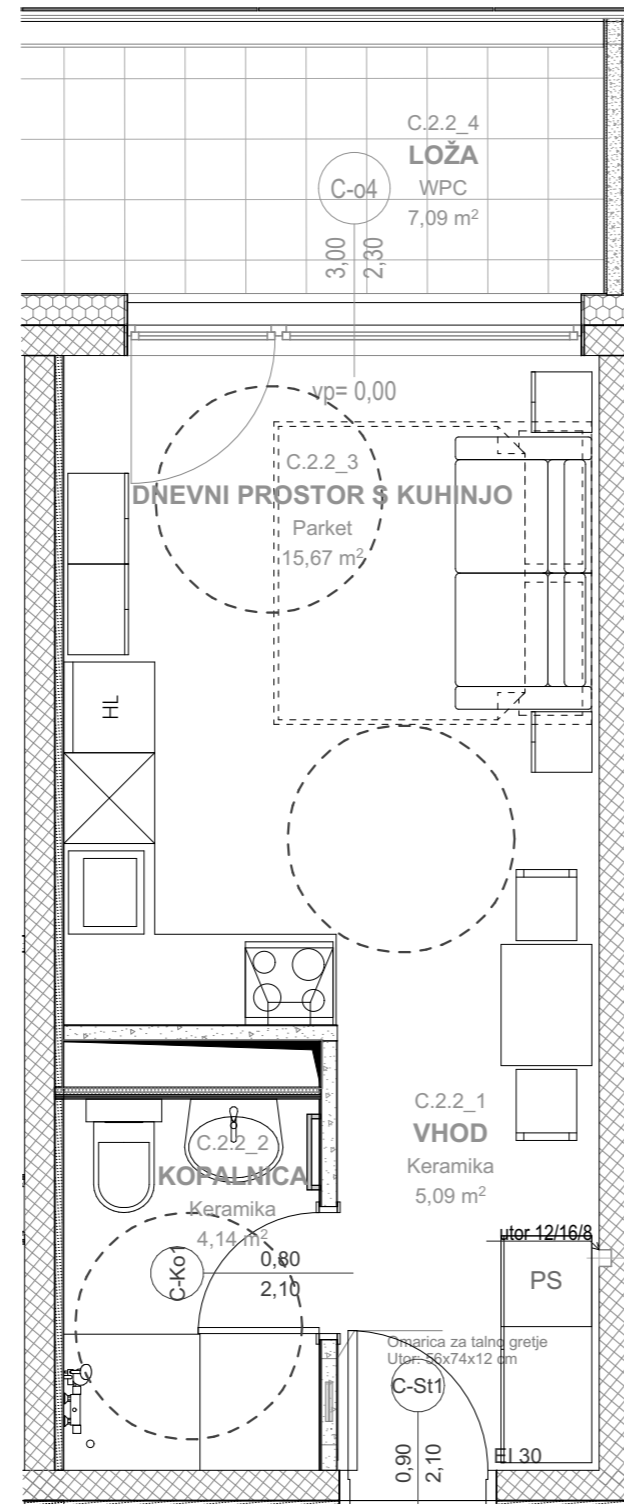 C.2.2_4
LOŽA
WPC
7,09 m²
C-o4
3,00
2,30
vp= 0,00
C.2.2_3
DNEVNI PROSTOR S KUHINJO
Parket
15,67 m²
HL
C.2.2_1
VHOD
Keramika
5,09 m²
C.2.2_2
KOPALNICA
Keramika
4,14 m²
C-Ko1
0,80
2,10
utor 12/16/8
PS
Omarica za talno gretje
Utor: 56x74x12 cm
C-St1
0,90
2,10
EI 30